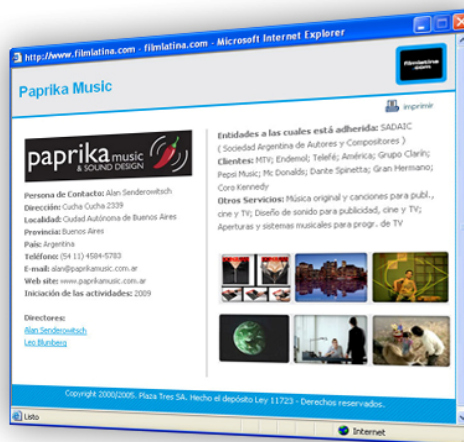 http://www.filmlatina.com - filmlatina.com - Microsoft Internet Explorer
Paprika Music
filmlatina
.com
imprimir
paprika music
& SOUND DESIGN
Persona de Contacto: Alan Senderowitsch
Dirección: Cucha Cucha 2339
Localidad: Ciudad Autónoma de Buenos Aires
Provincia: Buenos Aires
País: Argentina
Teléfono: (54 11) 4584-5783
E-mail: alan@paprikamusic.com.ar
Web site: www.paprikamusic.com.ar
Iniciación de las actividades: 2009
Directores:
Alan Senderowitsch
Leo Blumberg
Entidades a las cuales está adherida: SADAIC
( Sociedad Argentina de Autores y Compositores )
Clientes: MTV; Endemol; Telefé; América; Grupo Clarín;
Pepsi Music; Mc Donalds; Dante Spinetta; Gran Hermano;
Coro Kennedy
Otros Servicios: Música original y canciones para publ.,
cine y TV; Diseño de sonido para publicidad, cine y TV;
Aperturas y sistemas musicales para progr. de TV
Copyright 2000/2005. Plaza Tres SA. Hecho el depósito Ley 11723 - Derechos reservados.
Listo
Internet